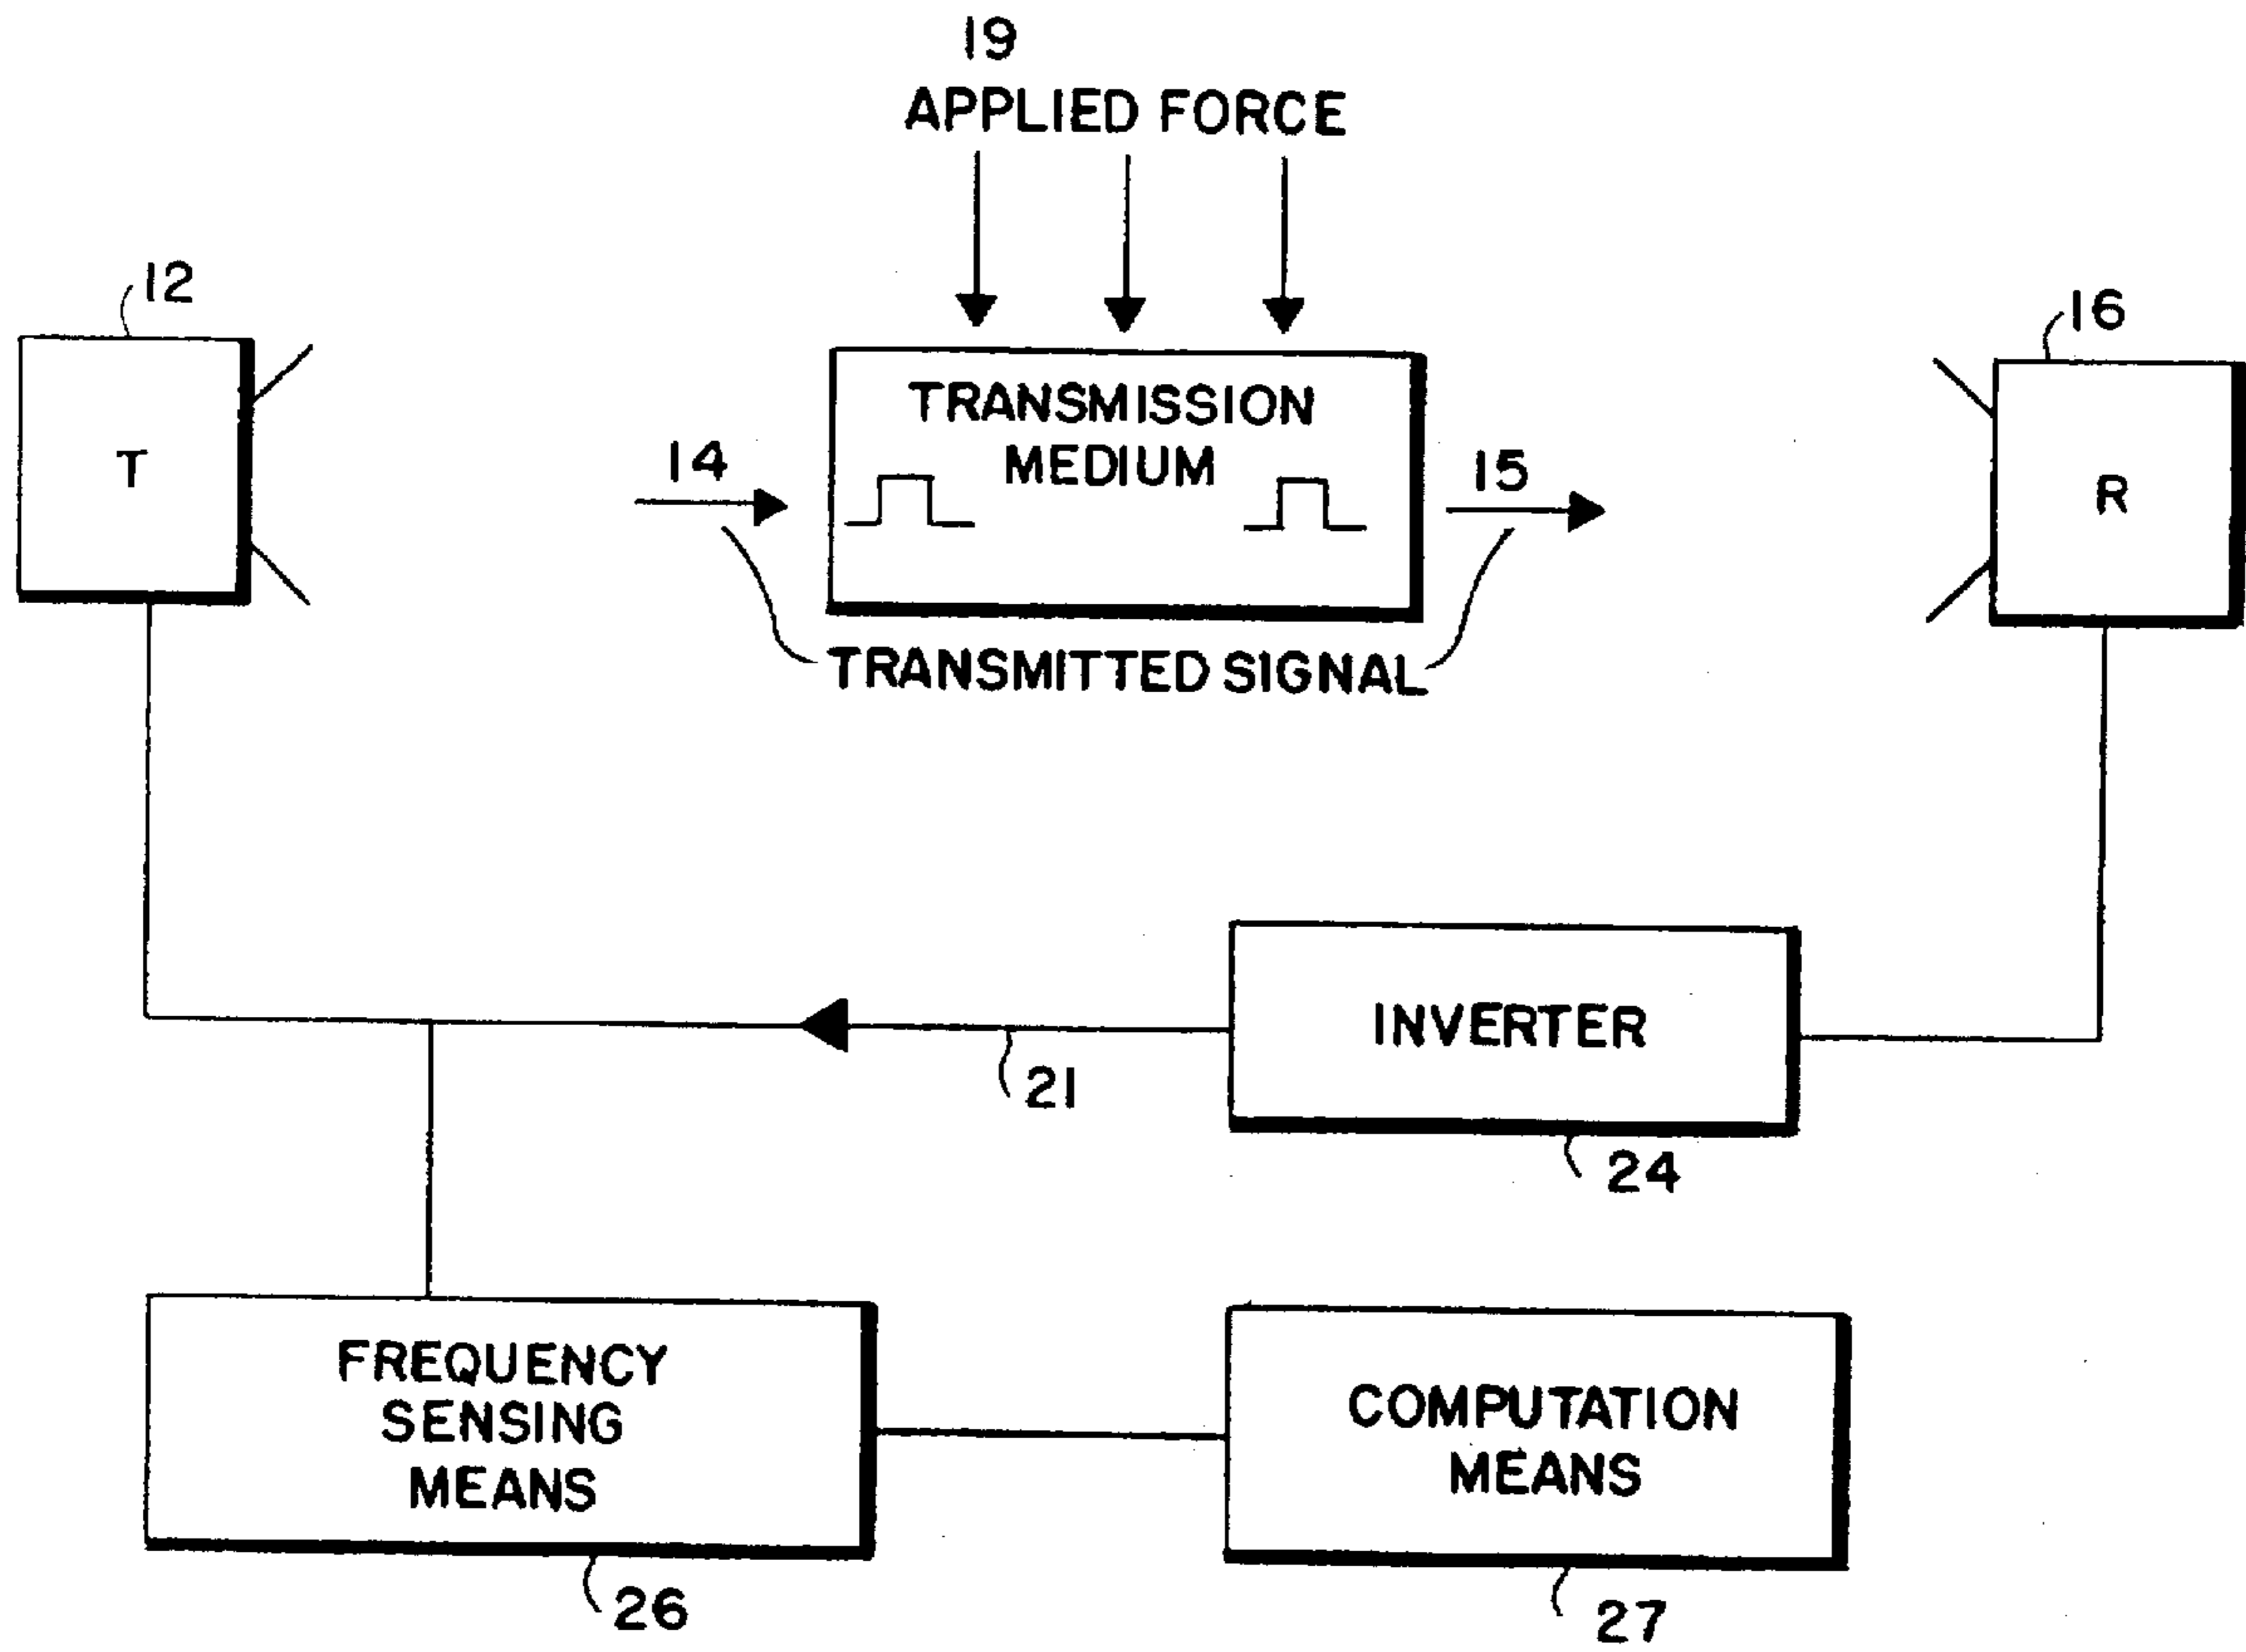 19
APPLIED FORCE
12
16
T
TRANSMISSION
MEDIUM
14
15
R
TRANSMITTED SIGNAL
INVERTER
21
24
FREQUENCY
SENSING
MEANS
COMPUTATION
MEANS
26
27